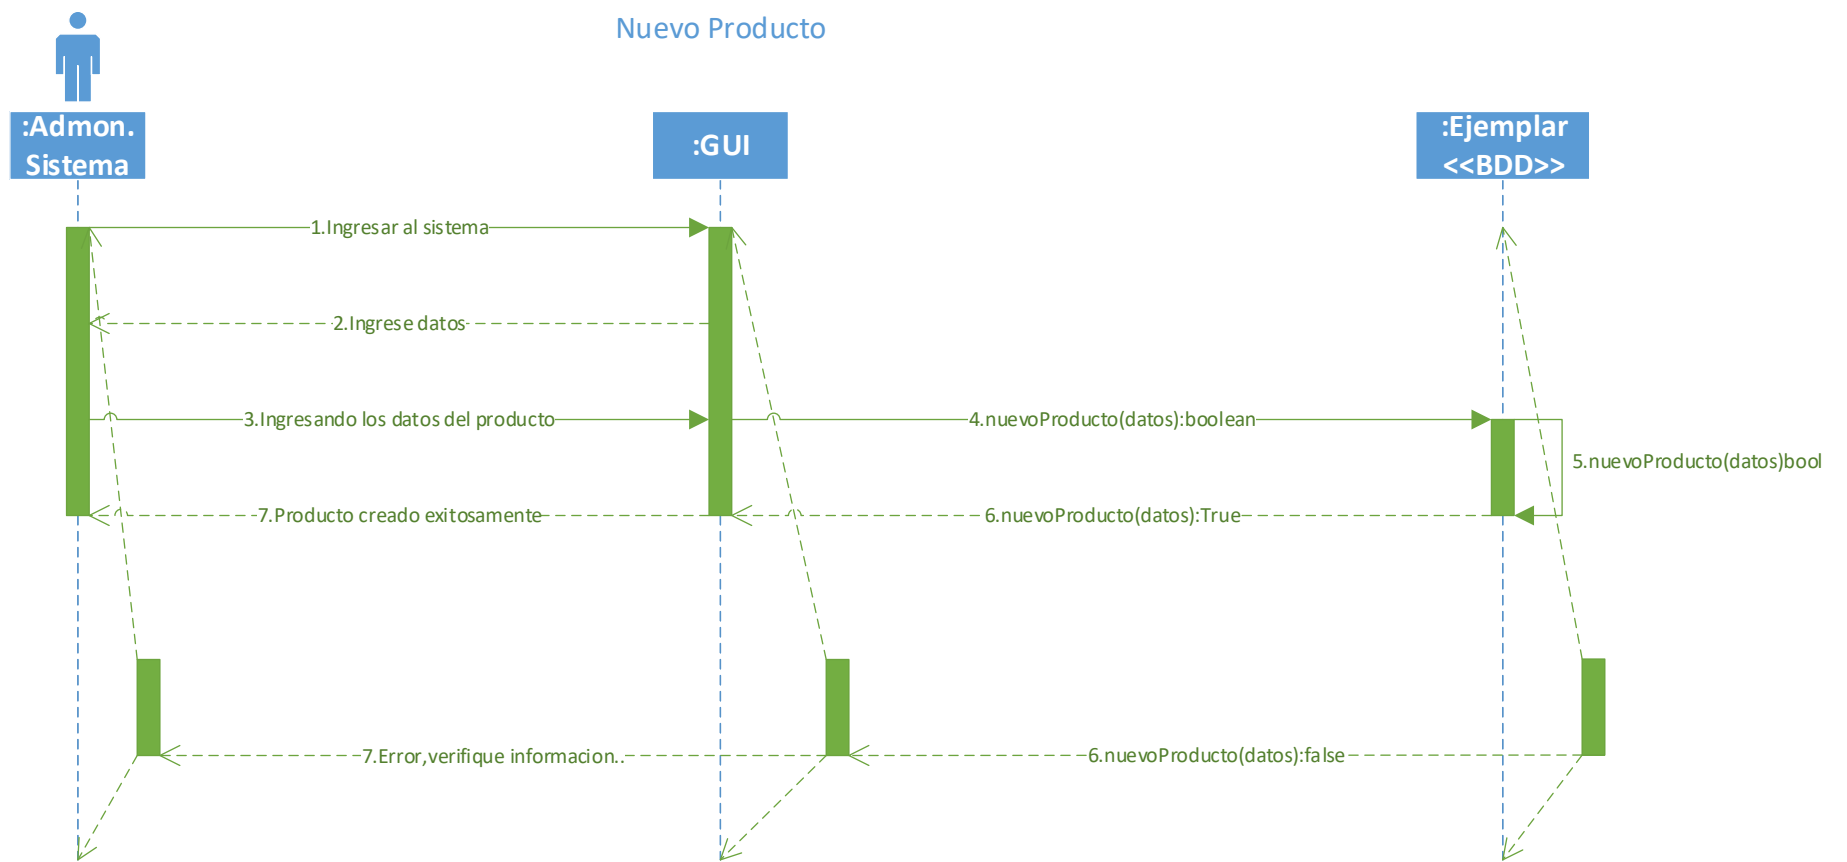 Nuevo Producto
:Admon.
Sistema
:GUI
:Ejemplar
<<BDD>>
1.Ingresar al sistema
2.Ingrese datos
3.Ingresando los datos del producto
4.nuevoProducto(datos):boolean
5.nuevoProducto(datos)bool
7.Producto creado exitosamente
6.nuevoProducto(datos):True
7.Error,verifique informacion..
6.nuevoProducto(datos):false